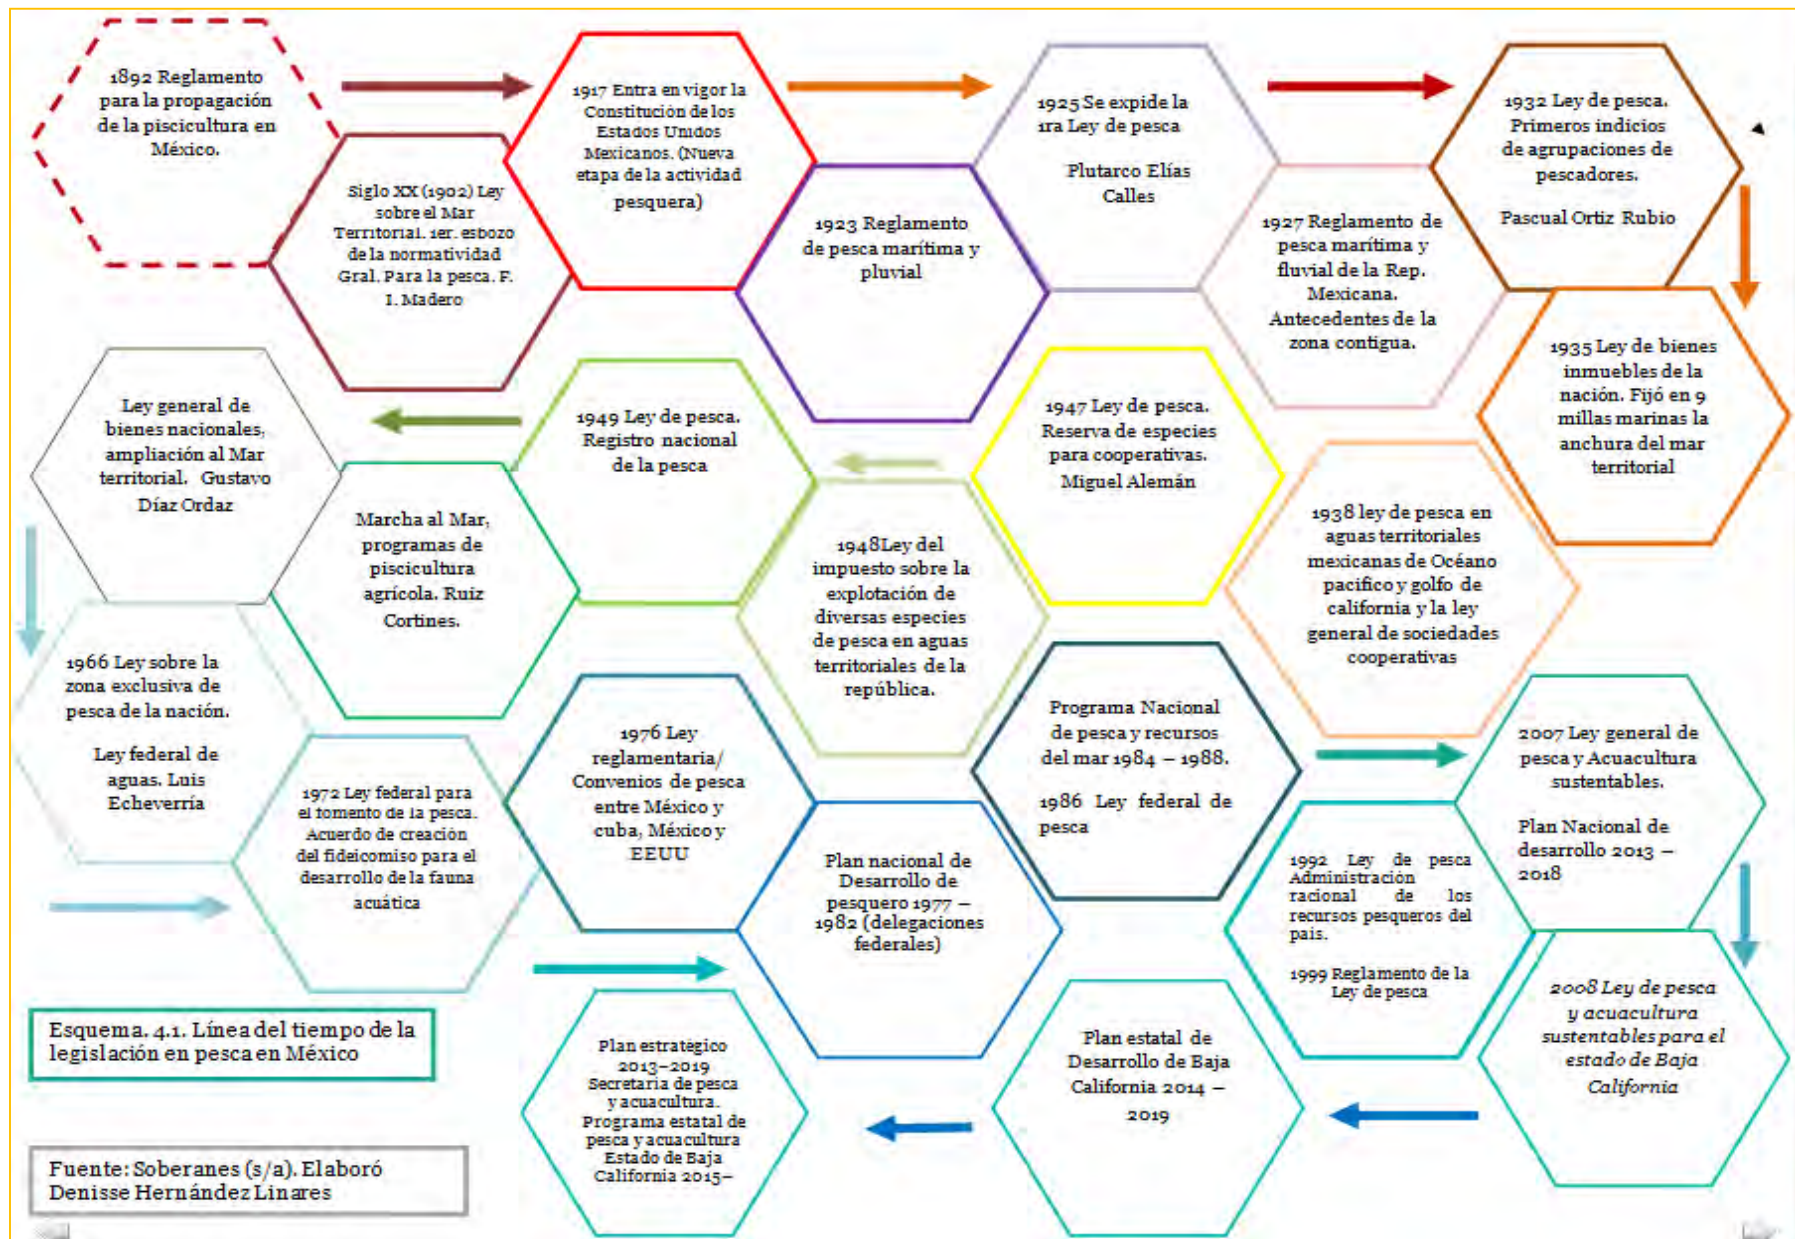 1892 Reglamento
para la propagación
de la piscicultura en
México.
Siglo XX (1902) Ley
sobre el Mar
Territorial. 1er. esbozo
de la normatividad
Gral. Para la pesca. F.
I. Madero
1917 Entra en vigor la
Constitución de los
Estados Unidos
Mexicanos. (Nueva
etapa de la actividad
pesquera)
1923 Reglamento
de pesca marítima y
pluvial
1925 Se expide la
1ra Ley de pesca
Plutarco Elías
Calles
1927 Reglamento de
pesca marítima y
fluvial de la Rep.
Mexicana.
Antecedentes de la
zona contigua.
1932 Ley de pesca.
Primeros indicios
de agrupaciones de
pescadores.
Pascual Ortiz Rubio
1935 Ley de bienes
inmuebles de la
nación. Fijó en 9
millas marinas la
anchura del mar
territorial
1938 ley de pesca en
aguas territoriales
mexicanas de Océano
pacifico y golfo de
california y la ley
general de sociedades
cooperativas
1947 Ley de pesca.
Reserva de especies
para cooperativas.
Miguel Alemán
1948Ley del
impuesto sobre la
explotación de
diversas especies
de pesca en aguas
territoriales de la
república.
1949 Ley de pesca.
Registro nacional
de la pesca
Marcha al Mar,
programas de
piscicultura
agrícola. Ruiz
Cortines.
Ley general de
bienes nacionales,
ampliación al Mar
territorial. Gustavo
Díaz Ordaz
1966 Ley sobre la
zona exclusiva de
pesca de la nación.
Ley federal de
aguas. Luis
Echeverría
1972 Ley federal para
el fomento de la pesca.
Acuerdo de creación
del fideicomiso para el
desarrollo de la fauna
acuática
1976 Ley
reglamentaria/
Convenios de pesca
entre México y
cuba, México y
EEUU
Plan nacional de
Desarrollo de
pesquero 1977 –
1982 (delegaciones
federales)
Programa Nacional
de pesca y recursos
del mar 1984 – 1988.
1986 Ley federal de
pesca
1992 Ley de pesca
Administración
racional de los
recursos pesqueros del
país.
1999 Reglamento de la
Ley de pesca
2007 Ley general de
pesca y Acuacultura
sustentables.
Plan Nacional de
desarrollo 2013 –
2018
2008 Ley de pesca
y acuacultura
sustentables para el
estado de Baja
California
Plan estatal de
Desarrollo de Baja
California 2014 –
2019
Plan estratégico
2013–2019
Secretaria de pesca
y acuacultura.
Programa estatal de
pesca y acuacultura
Estado de Baja
California 2015–
Esquema. 4.1. Línea del tiempo de la
legislación en pesca en México
Fuente: Soberanes (s/a). Elaboró
Denisse Hernández Linares